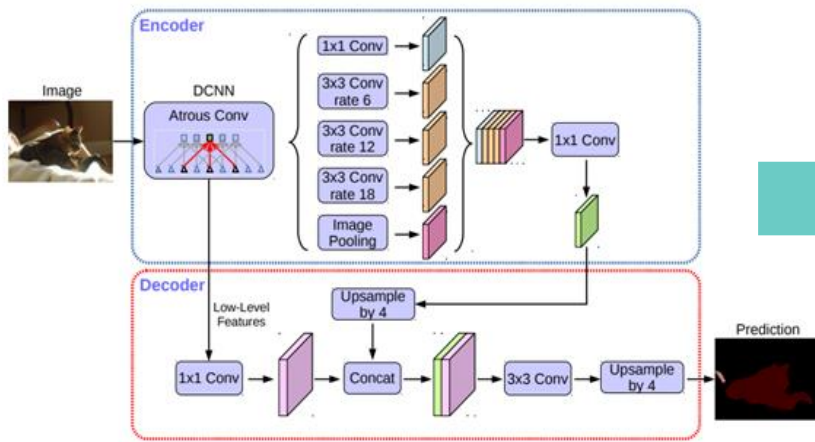 Encoder
Image
DCNN
Atrous Conv
1x1 Conv
3x3 Conv
rate 6
3x3 Conv
rate 12
3x3 Conv
rate 18
Image
Pooling
1x1 Conv
Decoder
Low-Level
Features
Upsample
by 4
1x1 Conv
Concat
3x3 Conv
Upsample
by 4
Prediction